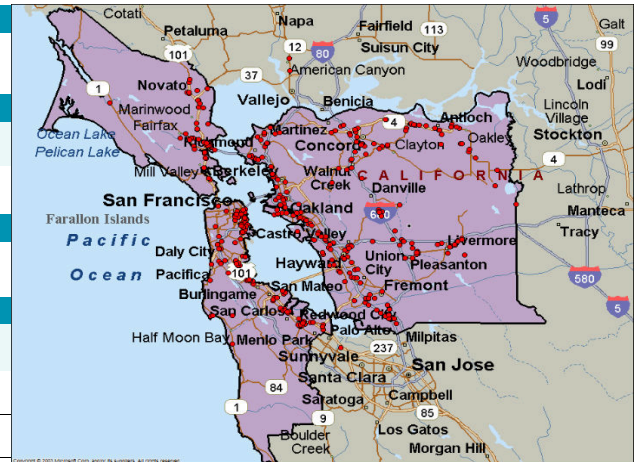 Cotati
Napa
Petaluma
Fairfield
5
Galt
101
12
80
Suisun City
113
99
American Canyon
Woodbridge
37
Novato
Vallejo
Benicia
Lodi
1
Marinwood
Lincoln
Village
Fairfax
4
Antioch
Ocean Lake
Richmond
Martinez
Oakley
Stockton
Pelican Lake
Concord
Clayton
4
Mill Valley
Berkeley
Walnut
Creek
CALIFORNIA
San Francisco
Danville
Lathrop
Farallon Islands
Oakland
680
Manteca
Pacific
Castro Valley
Tracy
Daly City
Livermore
Ocean
Hayward
Union
City
Pleasanton
Pacifica
101
580
Burlingame
San Mateo
Fremont
5
San Carlos
Redwood City
Half Moon Bay
Menlo Park
Palo Alto
Milpitas
237
Sunnyvale
San Jose
84
Santa Clara
1
Saratoga
Campbell
9
85
Boulder
Creek
Los Gatos
Morgan Hill